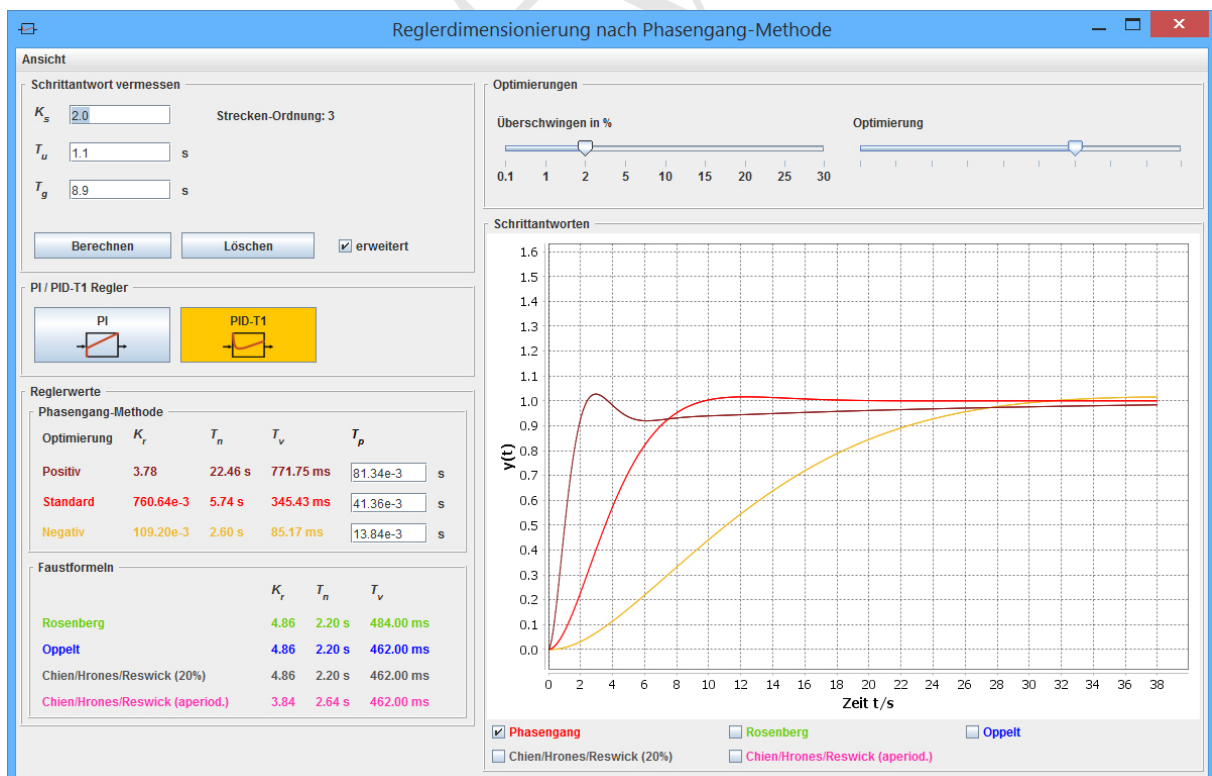 Reglerdimensionierung nach Phasengang-Methode
Ansicht
Schrittantwort vermessen
Ks 2.0 Strecken-Ordnung: 3
Tu 1.1 s
Tg 8.9 s
Berechnen Löschen erweitert
PI / PID-T1 Regler
PI PID-T1
Reglerwerte
Phasengang-Methode
Optimierung Kr Tn Tv Tp
Positiv 3.78 22.46 s 771.75 ms 81.34e-3 s
Standard 760.64e-3 5.74 s 345.43 ms 41.36e-3 s
Negativ 109.20e-3 2.60 s 85.17 ms 13.84e-3 s
Faustformeln
Kr Tn Tv
Rosenberg 4.86 2.20 s 484.00 ms
Oppelt 4.86 2.20 s 462.00 ms
Chien/Hrones/Reswick (20%) 4.86 2.20 s 462.00 ms
Chien/Hrones/Reswick (aperiod.) 3.84 2.64 s 462.00 ms
Optimierungen
Überschwingen in % Optimierung
0.1 1 2 5 10 15 20 25 30
Schrittantworten
1.6
1.5
1.4
1.3
1.2
1.1
1.0
0.9
0.8
0.7
0.6
0.5
0.4
0.3
0.2
0.1
0.0
y(t)
0 2 4 6 8 10 12 14 16 18 20 22 24 26 28 30 32 34 36 38
Zeit t/s
Phasengang Rosenberg Oppelt
Chien/Hrones/Reswick (20%) Chien/Hrones/Reswick (aperiod.)